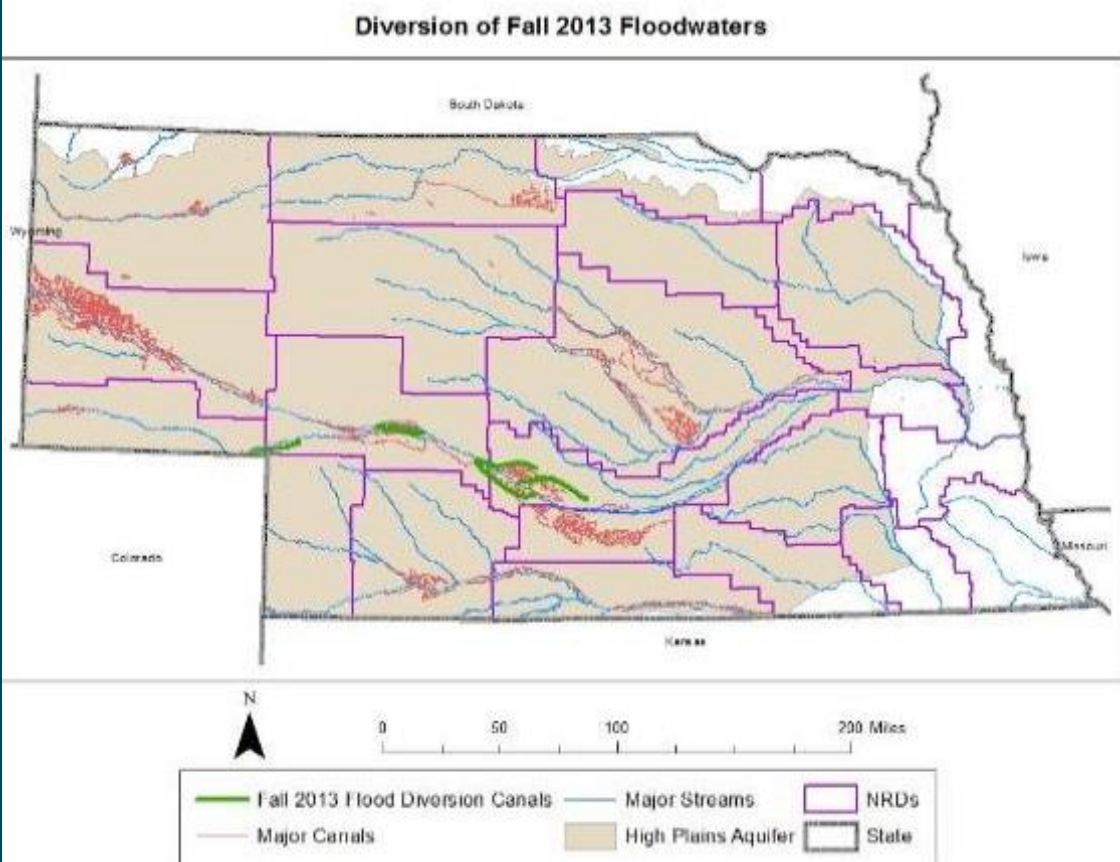 Diversion of Fall 2013 Floodwaters
South Dakota
Wyoming
Iowa
Colorado
Missouri
Kansas
N
0 50 100 200 Miles
Fall 2013 Flood Diversion Canals Major Streams NRDs
Major Canals High Plains Aquifer State